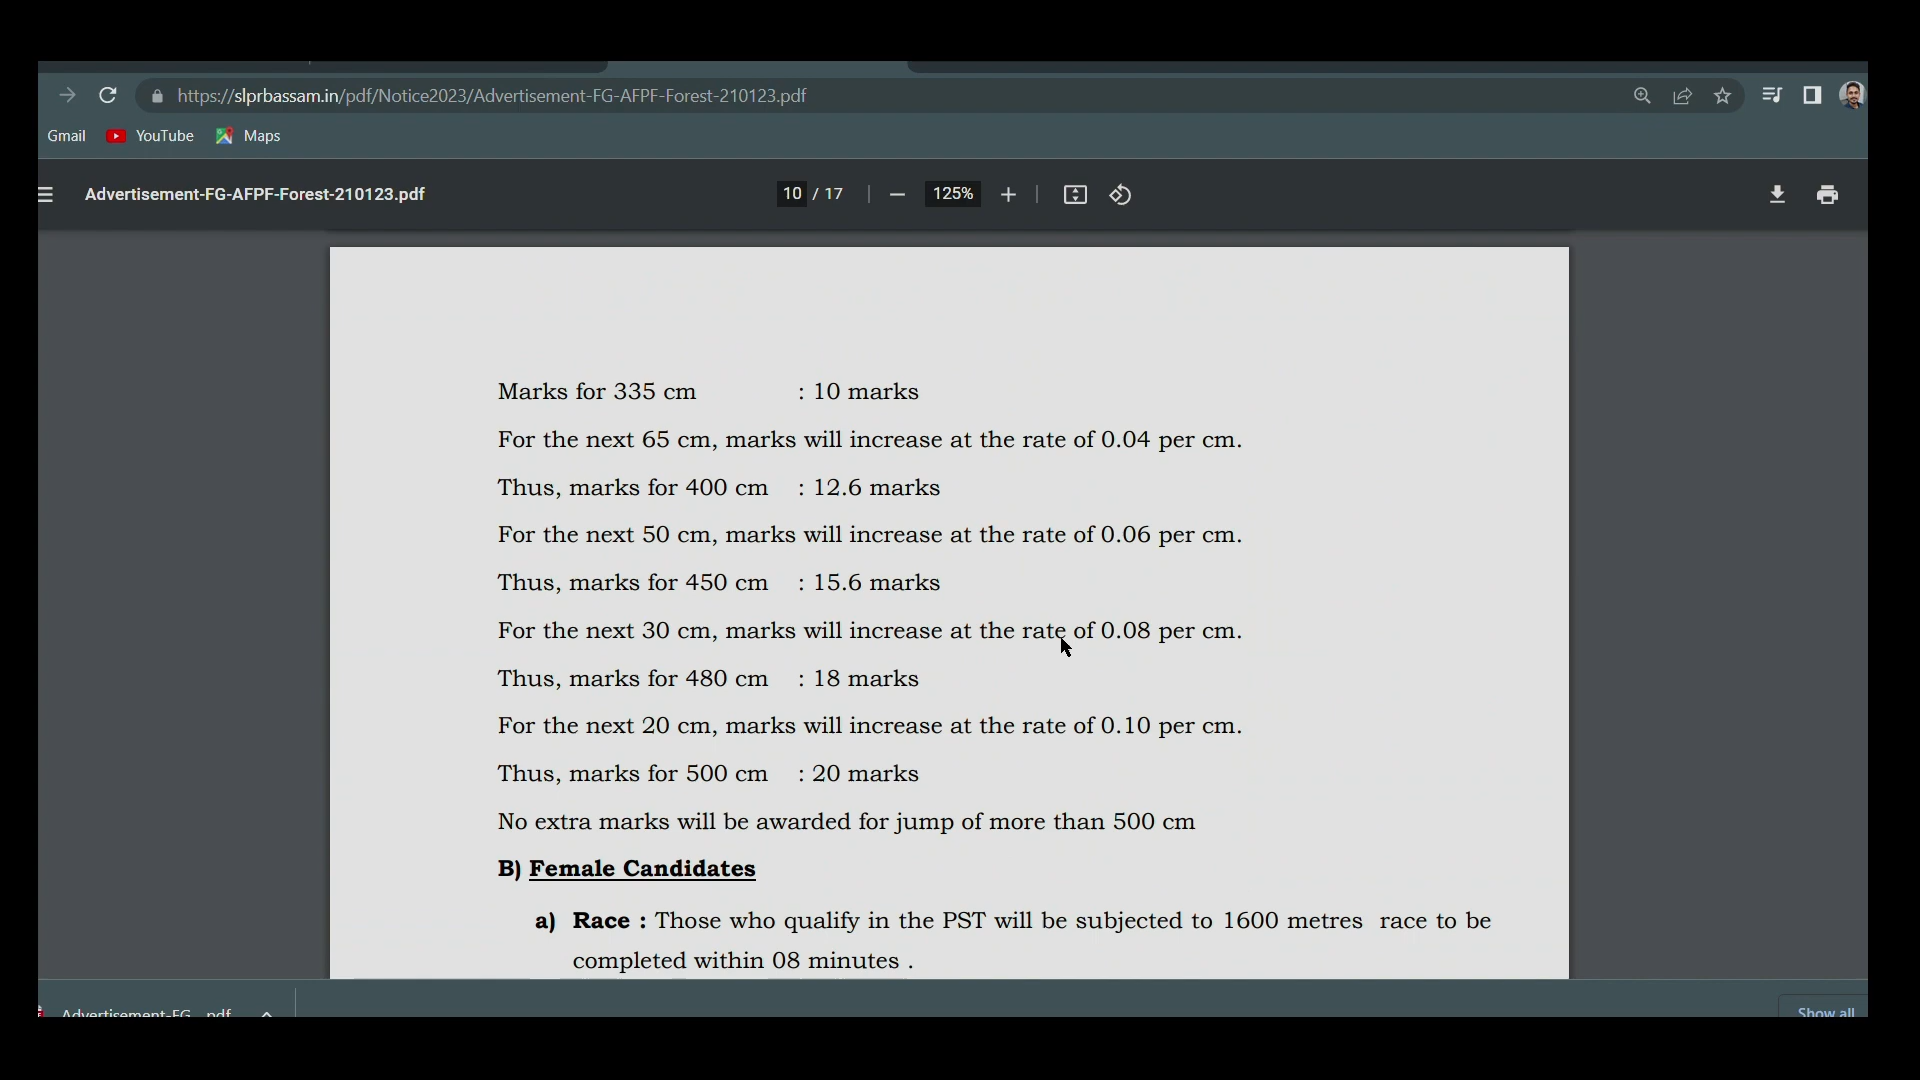 https://slprbassam.in/pdf/Notice2023/Advertisement-FG-AFPF-Forest-210123.pdf
Gmail YouTube Maps
Advertisement-FG-AFPF-Forest-210123.pdf 10 / 17 125%
Marks for 335 cm : 10 marks
For the next 65 cm, marks will increase at the rate of 0.04 per cm.
Thus, marks for 400 cm : 12.6 marks
For the next 50 cm, marks will increase at the rate of 0.06 per cm.
Thus, marks for 450 cm : 15.6 marks
For the next 30 cm, marks will increase at the rate of 0.08 per cm.
Thus, marks for 480 cm : 18 marks
For the next 20 cm, marks will increase at the rate of 0.10 per cm.
Thus, marks for 500 cm : 20 marks
No extra marks will be awarded for jump of more than 500 cm
B) Female Candidates
a) Race : Those who qualify in the PST will be subjected to 1600 metres race to be
completed within 08 minutes .
Advertisement-FG....pdf Show all